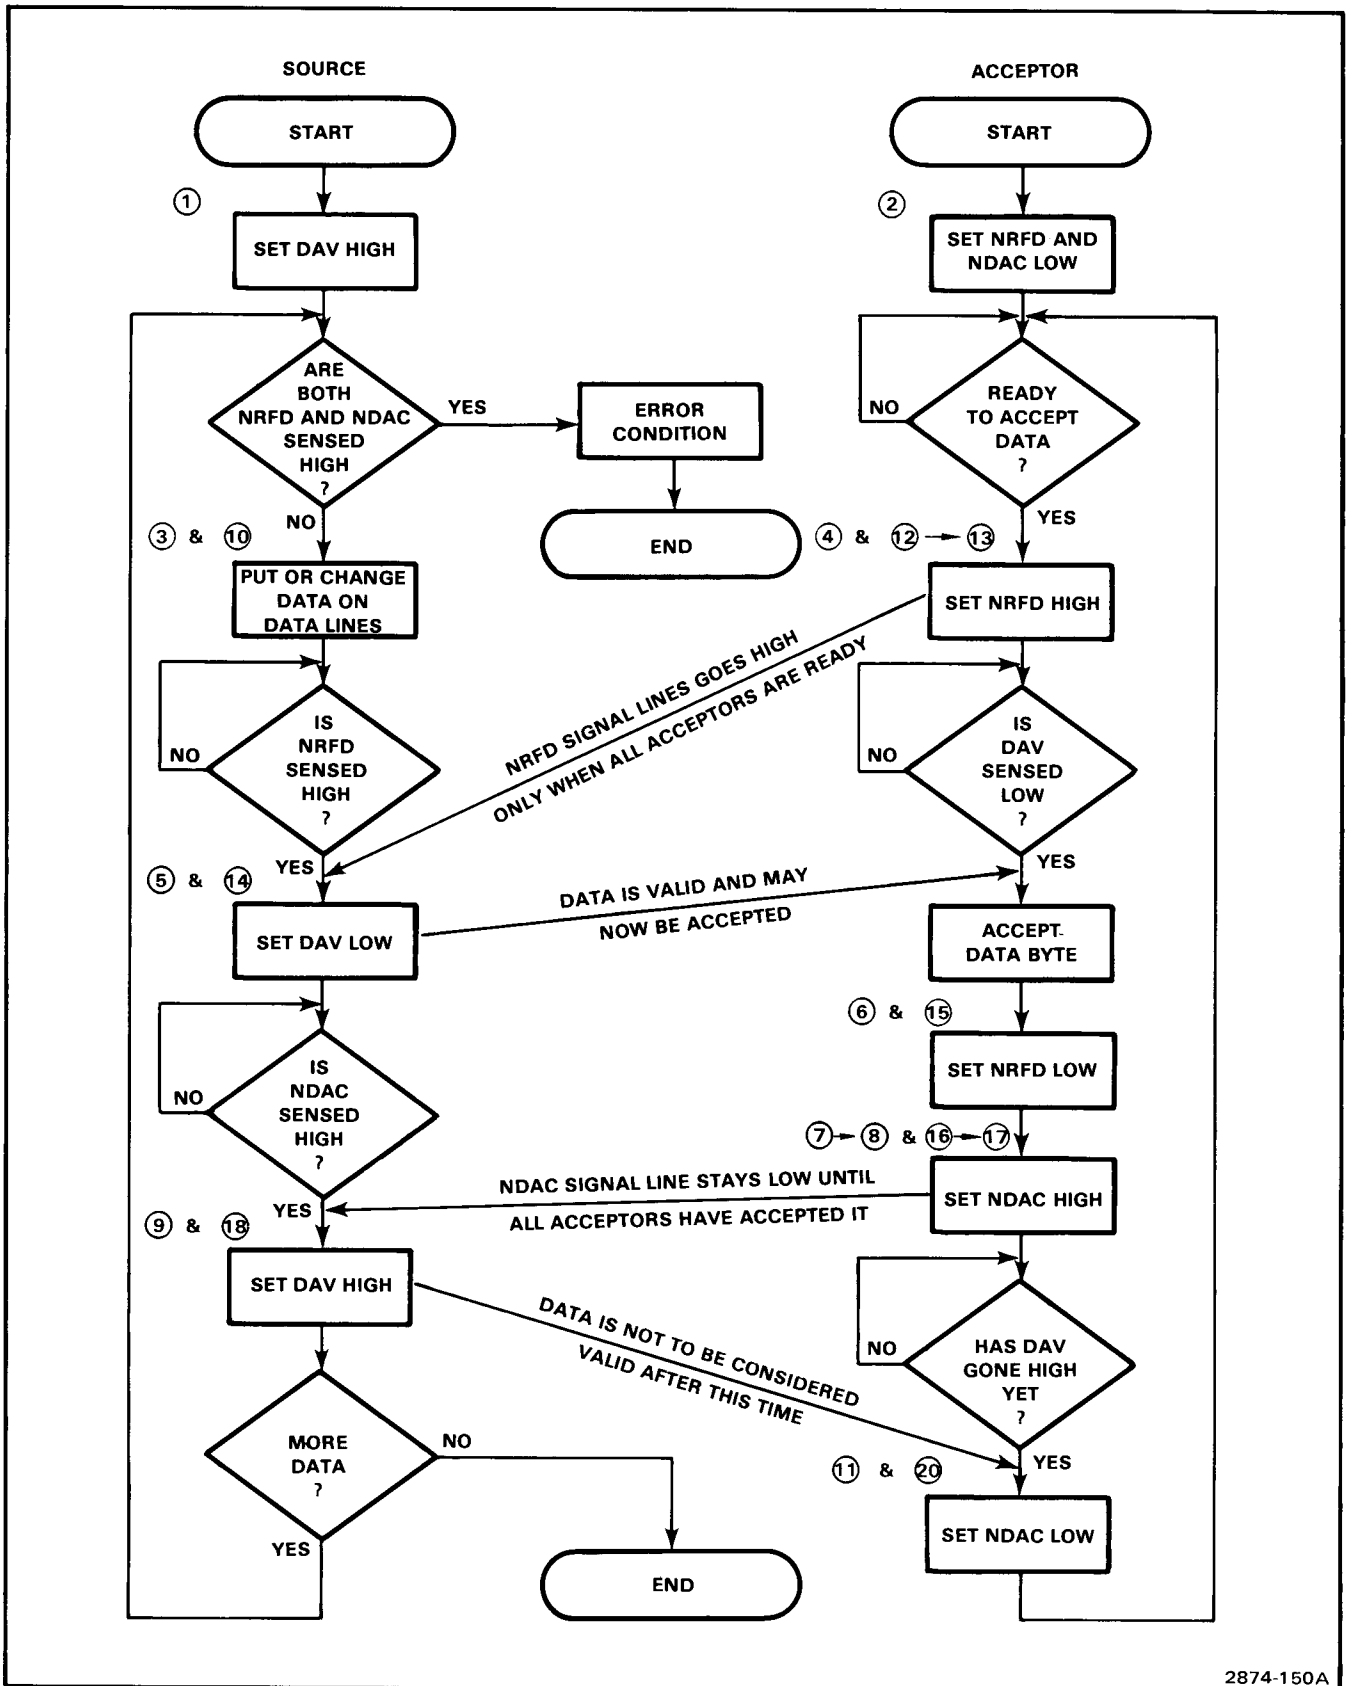 SOURCE
START
①
SET DAV HIGH
ARE
BOTH
NRFD AND NDAC
SENSED
HIGH
?
YES
ERROR
CONDITION
END
NO
③ & ⑩
PUT OR CHANGE
DATA ON
DATA LINES
IS
NRFD
SENSED
HIGH
?
NO
YES
⑤ & ⑭
SET DAV LOW
IS
NDAC
SENSED
HIGH
?
NO
YES
⑨ & ⑱
SET DAV HIGH
MORE
DATA
?
NO
YES
END
NRFD SIGNAL LINES GOES HIGH
ONLY WHEN ALL ACCEPTORS ARE READY
DATA IS VALID AND MAY
NOW BE ACCEPTED
NDAC SIGNAL LINE STAYS LOW UNTIL
ALL ACCEPTORS HAVE ACCEPTED IT
DATA IS NOT TO BE CONSIDERED
VALID AFTER THIS TIME
ACCEPTOR
START
②
SET NRFD AND
NDAC LOW
READY
TO ACCEPT
DATA
?
NO
YES
④ & ⑫ → ⑬
SET NRFD HIGH
IS
DAV
SENSED
LOW
?
NO
YES
ACCEPT
DATA BYTE
⑥ & ⑮
SET NRFD LOW
⑦ → ⑧ & ⑯ → ⑰
SET NDAC HIGH
HAS DAV
GONE HIGH
YET
?
NO
YES
⑪ & ⑳
SET NDAC LOW
2874-150A